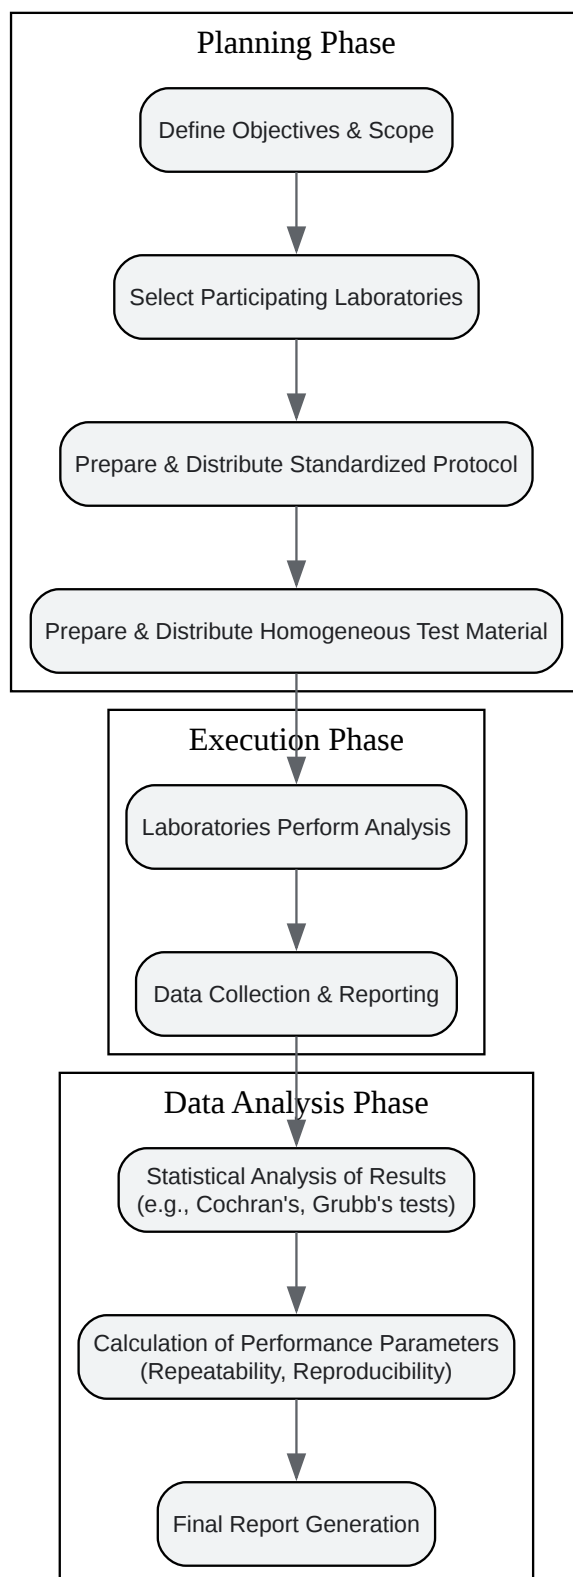 Planning Phase
Define Objectives & Scope
Select Participating Laboratories
Prepare & Distribute Standardized Protocol
Prepare & Distribute Homogeneous Test Material
Execution Phase
Laboratories Perform Analysis
Data Collection & Reporting
Data Analysis Phase
Statistical Analysis of Results
(e.g., Cochran's, Grubb's tests)
Calculation of Performance Parameters
(Repeatability, Reproducibility)
Final Report Generation